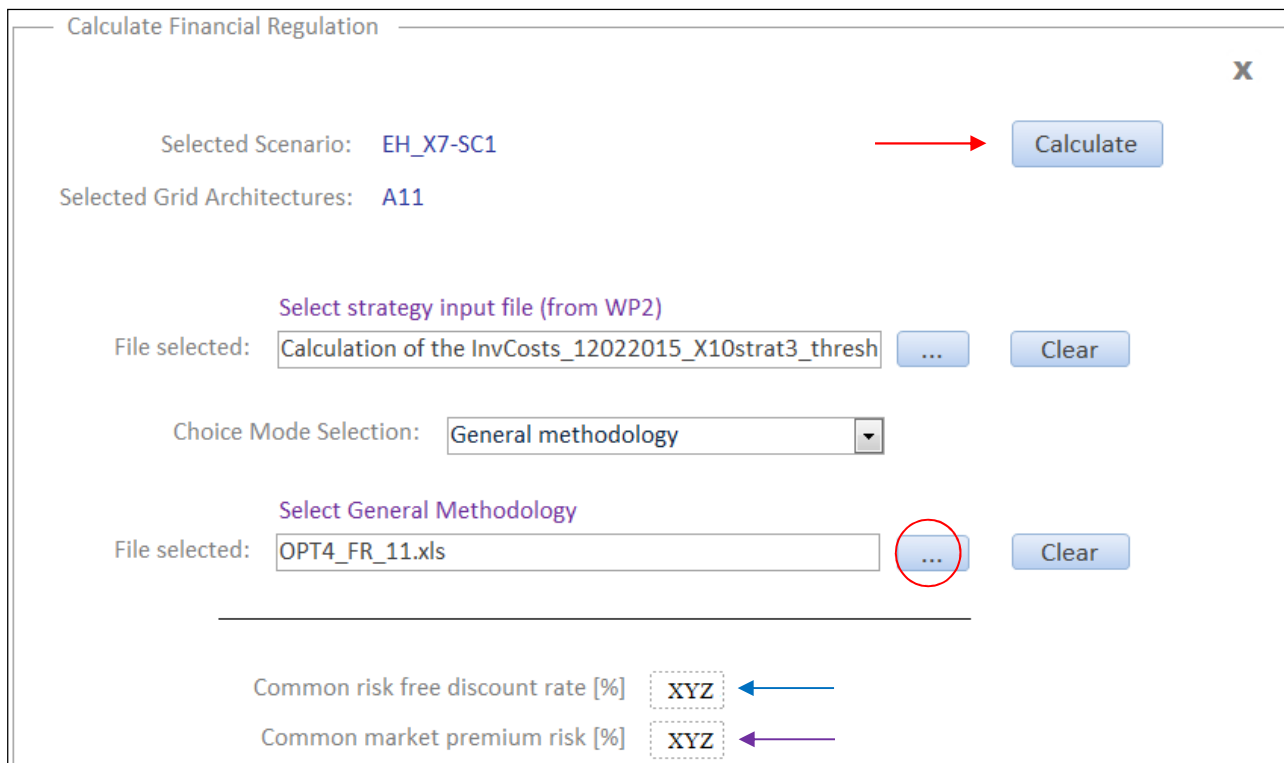 Calculate Financial Regulation
X
Selected Scenario: EH_X7-SC1
Calculate
Selected Grid Architectures: A11
Select strategy input file (from WP2)
File selected: Calculation of the InvCosts_12022015_X10strat3_thresh ... Clear
Choice Mode Selection: General methodology
Select General Methodology
File selected: OPT4_FR_11.xls ... Clear
Common risk free discount rate [%] XYZ
Common market premium risk [%] XYZ